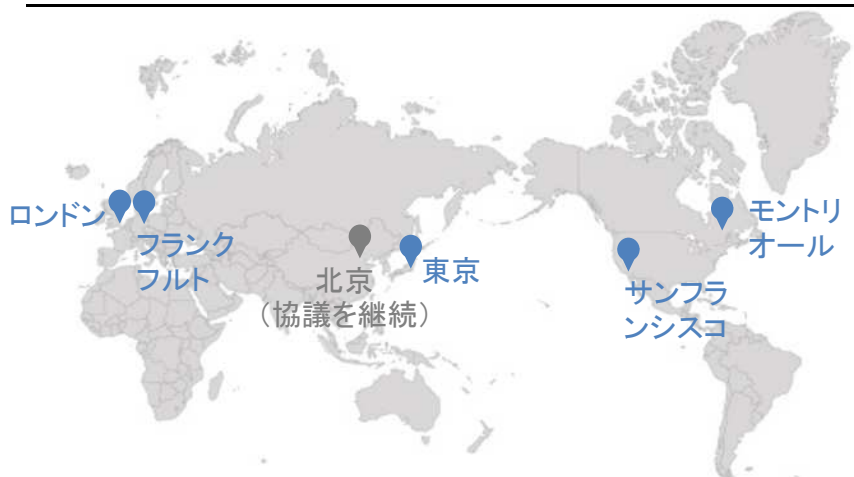 ロンドン
フランク
フルト
北京
（協議を継続）
東京
サンフラ
ンシスコ
モントリ
オール